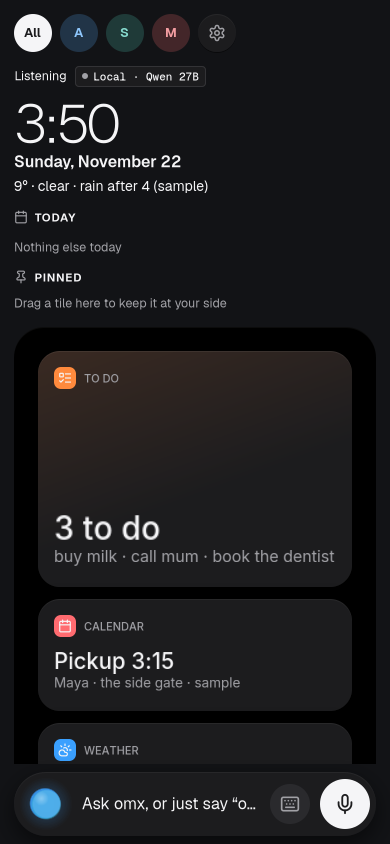 All A S M
Listening Local · Qwen 27B
3:50
Sunday, November 22
9° · clear · rain after 4 (sample)
TODAY
Nothing else today
PINNED
Drag a tile here to keep it at your side
TO DO
3 to do
buy milk · call mum · book the dentist
CALENDAR
Pickup 3:15
Maya · the side gate · sample
WEATHER
Ask omx, or just say “o...